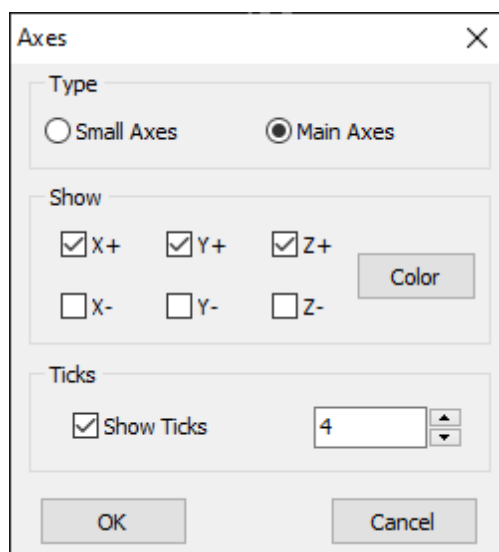 Axes
Type
Small Axes Main Axes
Show
X+ Y+ Z+
Color
X- Y- Z-
Ticks
Show Ticks 4
OK Cancel